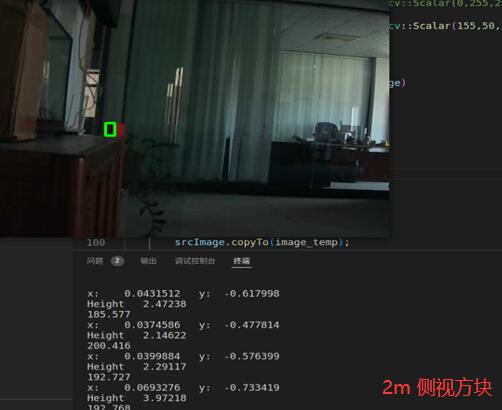 cv::Scalar(0,255,2
cv::Scalar(155,50,
ge)
100 srcImage.copyTo(image_temp);
问题 2 输出 调试控制台 终端
x: 0.0431512 y: -0.617998
Height 2.47238
185.577
x: 0.0374586 y: -0.477814
Height 2.14622
200.416
x: 0.0399884 y: -0.576399
Height 2.29117
192.727
x: 0.0693276 y: -0.733419
Height 3.97218
192.768
2m 侧视方块